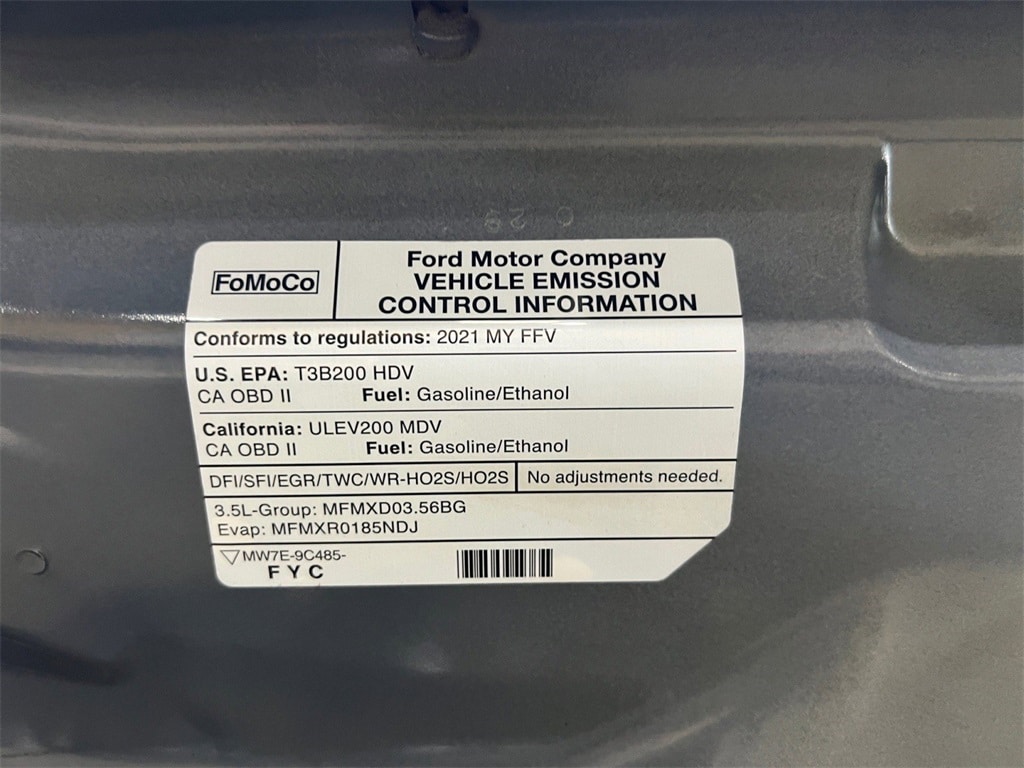 FoMoCo
Ford Motor Company
VEHICLE EMISSION
CONTROL INFORMATION
Conforms to regulations: 2021 MY FFV
U.S. EPA: T3B200 HDV
CA OBD II Fuel: Gasoline/Ethanol
California: ULEV200 MDV
CA OBD II Fuel: Gasoline/Ethanol
DFI/SFI/EGR/TWC/WR-HO2S/HO2S No adjustments needed.
3.5L-Group: MFMXD03.56BG
Evap: MFMXR0185NDJ
MW7E-9C485-
F Y C